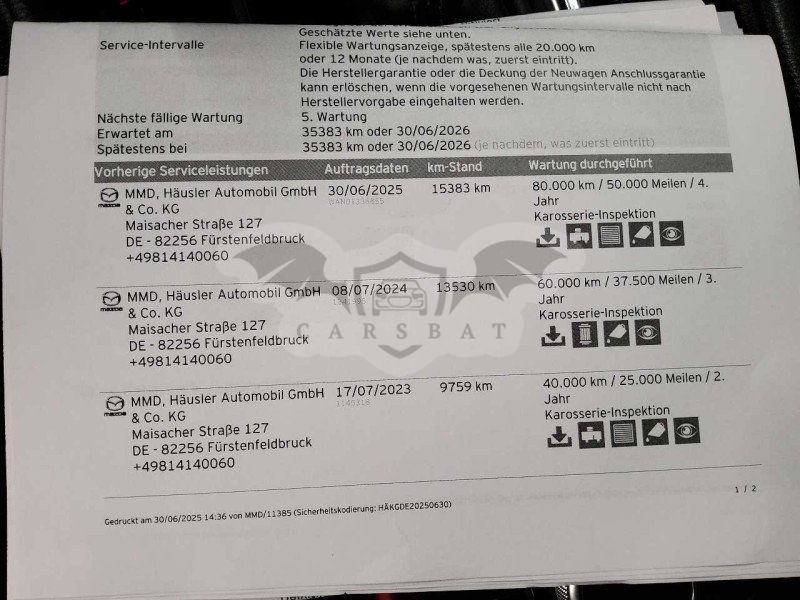 Geschätzte Werte siehe unten.
Service-Intervalle
Flexible Wartungsanzeige, spätestens alle 20.000 km
oder 12 Monate (je nachdem was, zuerst eintritt).
Die Herstellergarantie oder die Deckung der Neuwagen Anschlussgarantie
kann erlöschen, wenn die vorgesehenen Wartungsintervalle nicht nach
Herstellervorgabe eingehalten werden.
Nächste fällige Wartung 5. Wartung
Erwartet am 35383 km oder 30/06/2026
Spätestens bei 35383 km oder 30/06/2026 (je nachdem, was zuerst eintritt)
Vorherige Serviceleistungen Auftragsdaten km-Stand Wartung durchgeführt
MMD, Häusler Automobil GmbH 30/06/2025 15383 km 80.000 km / 50.000 Meilen / 4.
& Co. KG Jahr
Maisacher Straße 127 Karosserie-Inspektion
DE - 82256 Fürstenfeldbruck
+49814140060
mazda
MMD, Häusler Automobil GmbH 08/07/2024 13530 km 60.000 km / 37.500 Meilen / 3.
& Co. KG Jahr
Maisacher Straße 127 Karosserie-Inspektion
DE - 82256 Fürstenfeldbruck
+49814140060
mazda
CARSBAT
MMD, Häusler Automobil GmbH 17/07/2023 9759 km 40.000 km / 25.000 Meilen / 2.
& Co. KG Jahr
Maisacher Straße 127 Karosserie-Inspektion
DE - 82256 Fürstenfeldbruck
+49814140060
mazda
1 / 2
Gedruckt am 30/06/2025 14:36 von MMD/11385 (Sicherheitskodierung: HÄKGDE20250630)